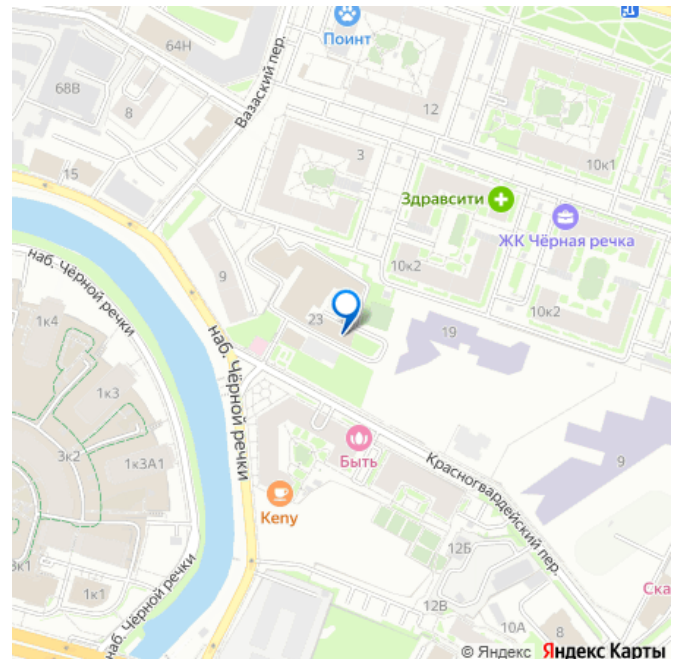 64Н
Поинт
68В
8
Вазаский пер.
12
3
10к1
15
Здравсити
ЖК Чёрная речка
наб. Чёрной речки
9
10к2
10к2
1к4
23
19
наб. Чёрной речки
1к3
3к2
1к3А1
Быть
Красногвардейский пер.
9
Keny
12Б
1к1
наб. Чёрной речки
12В
10А
8
Ска
© Яндекс Яндекс Карты